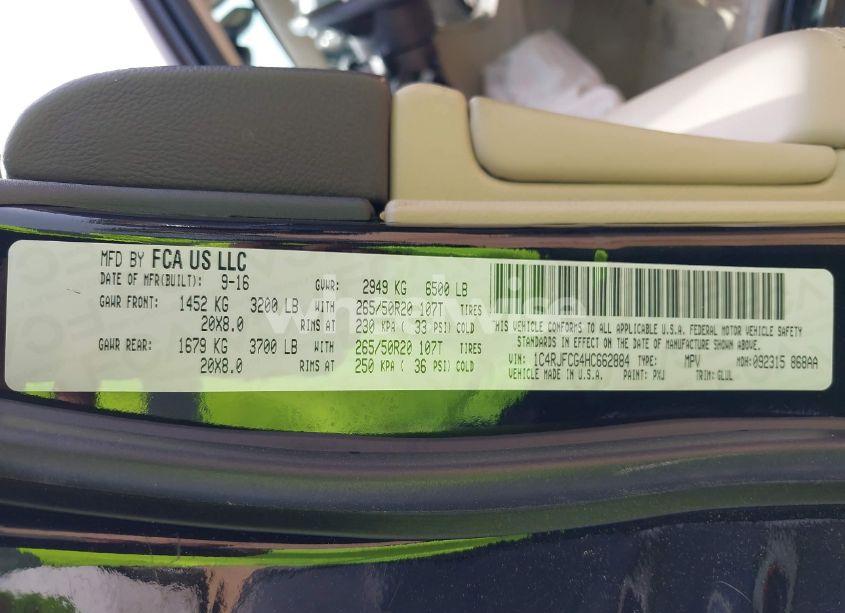 MFD BY FCA US LLC
DATE OF MFR(BUILT): 9-16 GVWR: 2949 KG 6500 LB
GAWR FRONT: 1452 KG 3200 LB WITH 265/50R20 107T TIRES
20X8.0 RIMS AT 230 KPA ( 33 PSI) COLD
GAWR REAR: 1679 KG 3700 LB WITH 265/50R20 107T TIRES
20X8.0 RIMS AT 250 KPA ( 36 PSI) COLD
THIS VEHICLE CONFORMS TO ALL APPLICABLE U.S.A. FEDERAL MOTOR VEHICLE SAFETY
STANDARDS IN EFFECT ON THE DATE OF MANUFACTURE SHOWN ABOVE.
VIN: 1C4RJFCG4HC662884 TYPE: MPV MDH: 092315 868AA
VEHICLE MADE IN U.S.A. PAINT: PXJ TRIM: GLUL